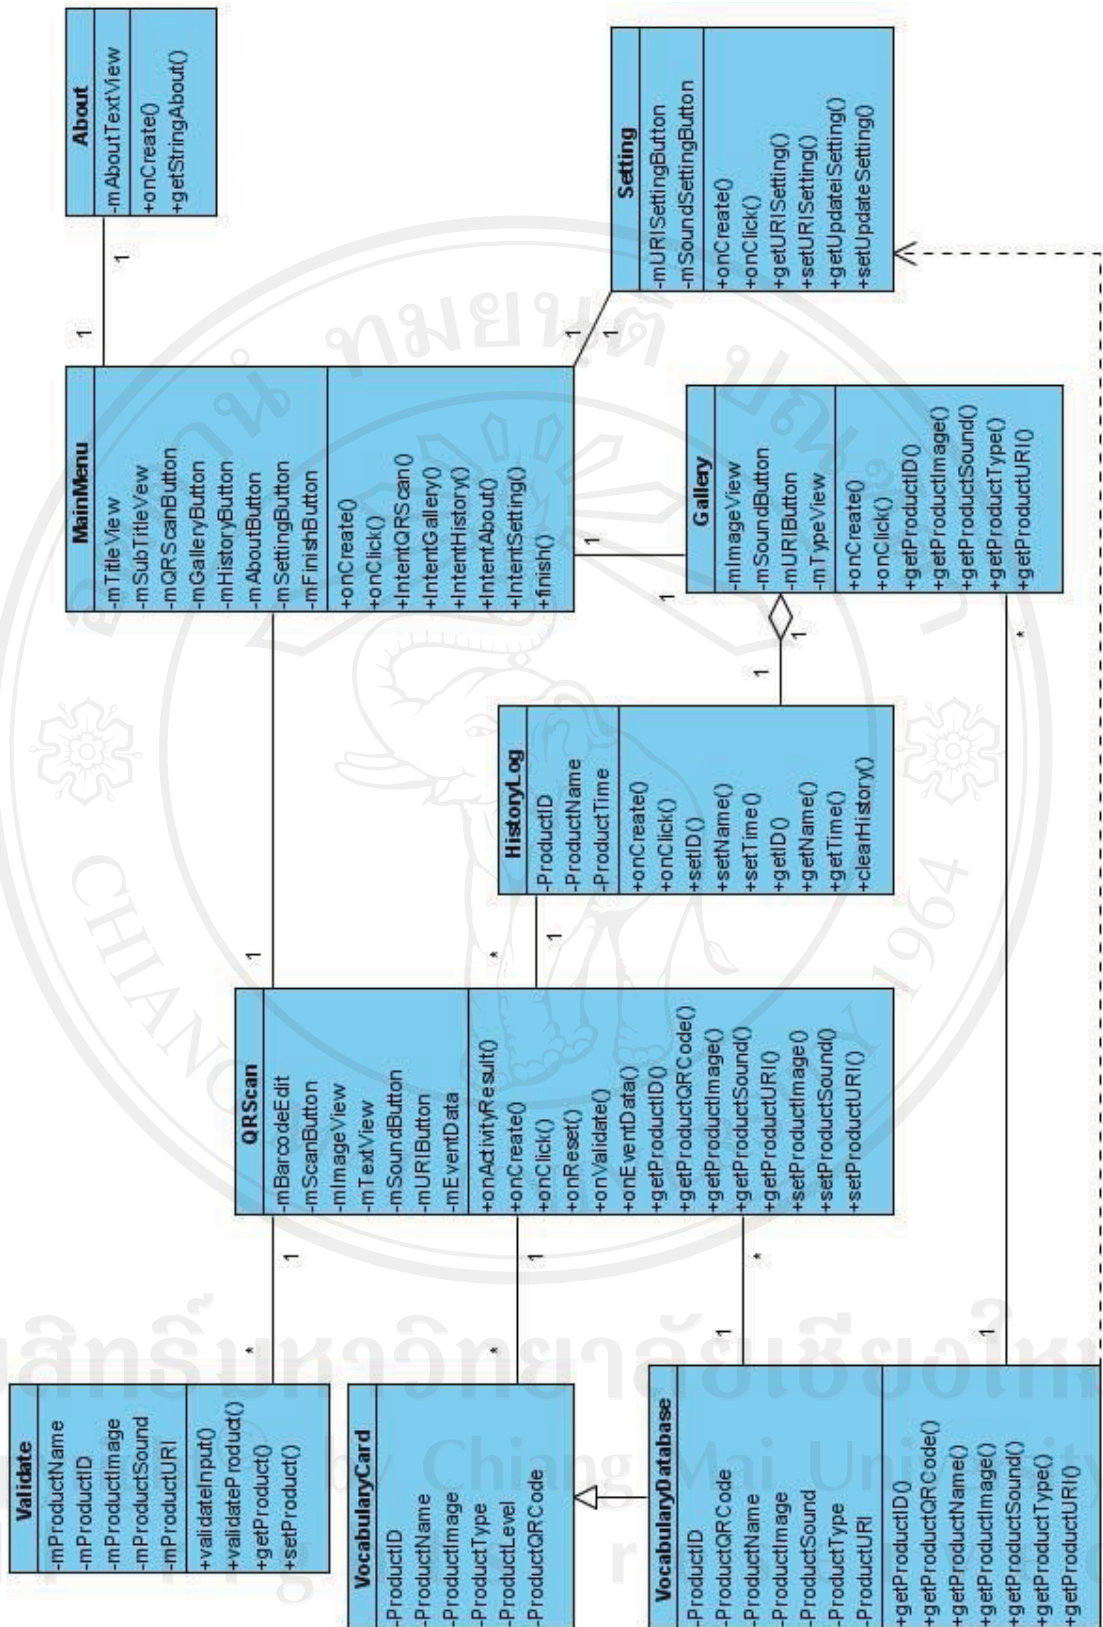 Validate
-mProductName
-mProductID
-mProductImage
-mProductSound
-mProductURI
+validateInput()
+validateProduct()
+getProduct()
+setProduct()
*
1
VocabularyCard
-ProductID
-ProductName
-ProductImage
-ProductType
-ProductLevel
-ProductQRCode
*
1
VocabularyDatabase
-ProductID
-ProductQRCode
-ProductName
-ProductImage
-ProductSound
-ProductType
-ProductURI
+getProductID()
+getProductQRCode()
+getProductName()
+getProductImage()
+getProductSound()
+getProductType()
+getProductURI()
1
*
1
*
QRScan
-mBarcodeEdit
-mScanButton
-mImageView
-mTextView
-mSoundButton
-mURIButton
-mEventData
+onActivityResult()
+onCreate()
+onClick()
+onReset()
+onValidate()
+onEventData()
+getProductID()
+getProductQRCode()
+getProductImage()
+getProductSound()
+getProductURI()
+setProductImage()
+setProductSound()
+setProductURI()
1
*
1
HistoryLog
-ProductID
-ProductName
-ProductTime
+onCreate()
+onClick()
+setID()
+setName()
+setTime()
+getID()
+getName()
+getTime()
+clearHistory()
1
1
MainMenu
-mTitleView
-mSubTitleVew
-mQRScanButton
-mGalleryButton
-mHistoryButton
-mAboutButton
-mSettingButton
-mFinishButton
+onCreate()
+onClick()
+IntentQRScan()
+IntentGallery()
+IntentHistory()
+IntentAbout()
+IntentSetting()
+finish()
1
1
1
1
1
1
Gallery
-mImageView
-mSoundButton
-mURIButton
-mTypeView
+onCreate()
+onClick()
+getProductID()
+getProductImage()
+getProductSound()
+getProductType()
+getProductURI()
About
-mAboutTextView
+onCreate()
+getStringAbout()
Setting
-mURISettingButton
-mSoundSettingButton
+onCreate()
+onClick()
+getURISetting()
+setURISetting()
+getUpdateiSetting()
+setUpdateSetting()
1964
by Chiang Mai University